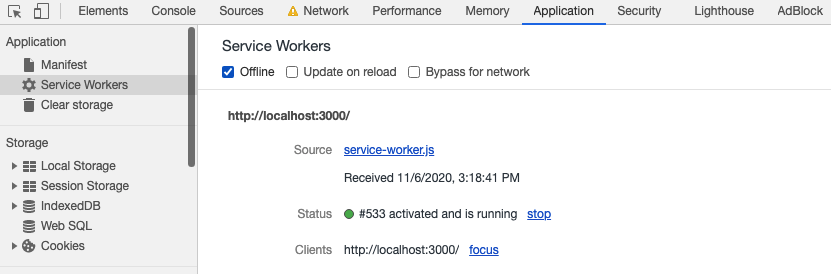 Elements Console Sources Network Performance Memory Application Security Lighthouse AdBlock
Application
Manifest
Service Workers
Clear storage
Storage
Local Storage
Session Storage
IndexedDB
Web SQL
Cookies
Service Workers
Offline Update on reload Bypass for network
http://localhost:3000/
Source service-worker.js
Received 11/6/2020, 3:18:41 PM
Status #533 activated and is running stop
Clients http://localhost:3000/ focus